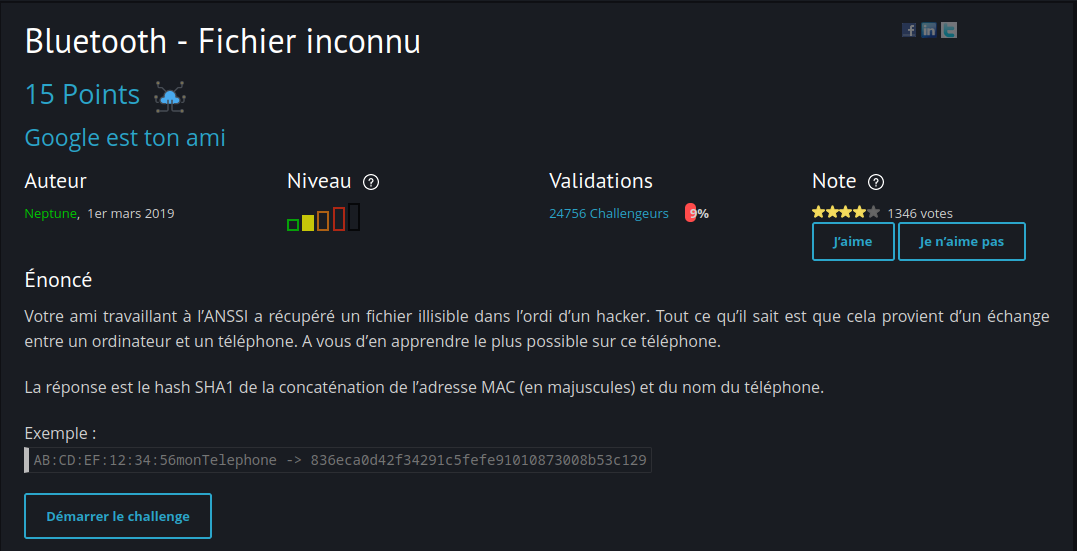 Bluetooth - Fichier inconnu
15 Points
Google est ton ami
Auteur Niveau ? Validations Note ?
Neptune, 1er mars 2019 24756 Challengeurs 9% 1346 votes
J'aime Je n'aime pas
Énoncé
Votre ami travaillant à l'ANSSI a récupéré un fichier illisible dans l'ordi d'un hacker. Tout ce qu'il sait est que cela provient d'un échange
entre un ordinateur et un téléphone. A vous d'en apprendre le plus possible sur ce téléphone.
La réponse est le hash SHA1 de la concaténation de l'adresse MAC (en majuscules) et du nom du téléphone.
Exemple :
AB:CD:EF:12:34:56monTelephone -> 836eca0d42f34291c5fefe91010873008b53c129
Démarrer le challenge